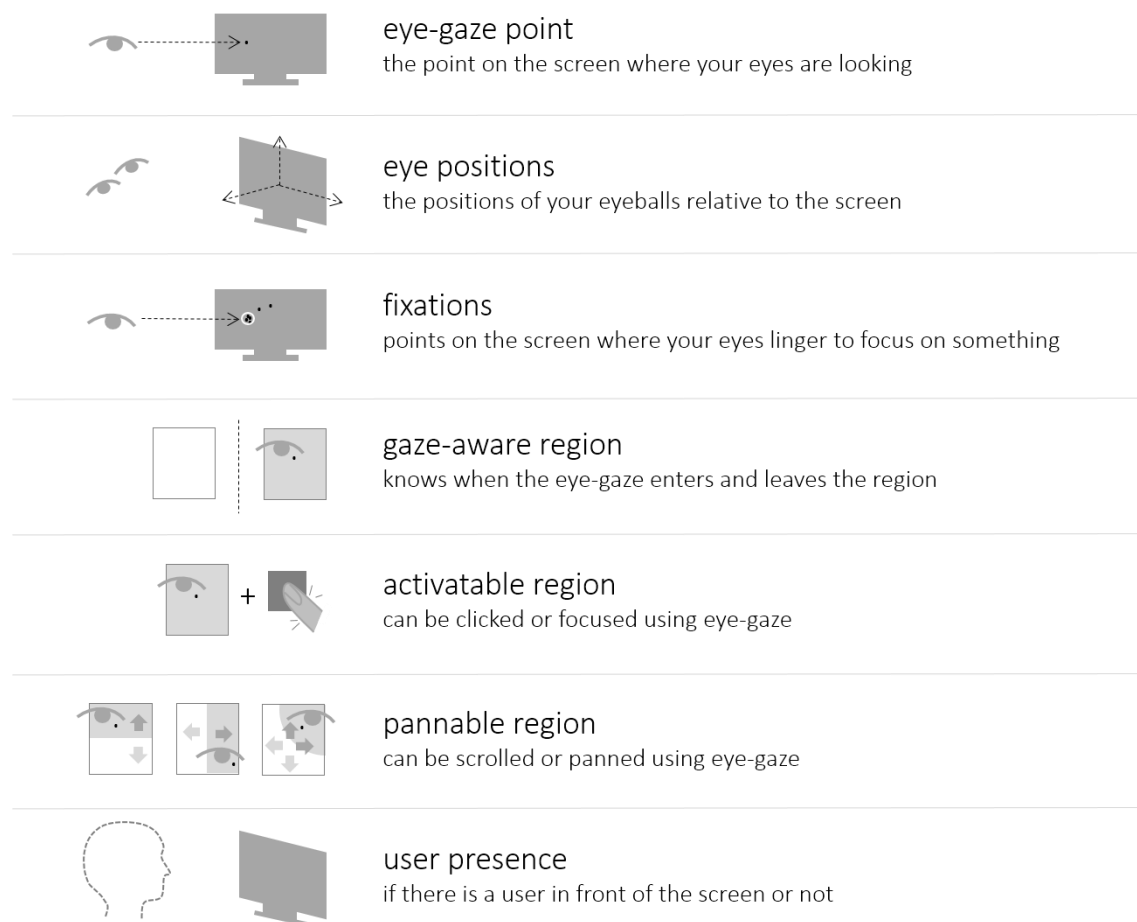 eye-gaze point
the point on the screen where your eyes are looking
eye positions
the positions of your eyeballs relative to the screen
fixations
points on the screen where your eyes linger to focus on something
gaze-aware region
knows when the eye-gaze enters and leaves the region
+
activatable region
can be clicked or focused using eye-gaze
pannable region
can be scrolled or panned using eye-gaze
user presence
if there is a user in front of the screen or not